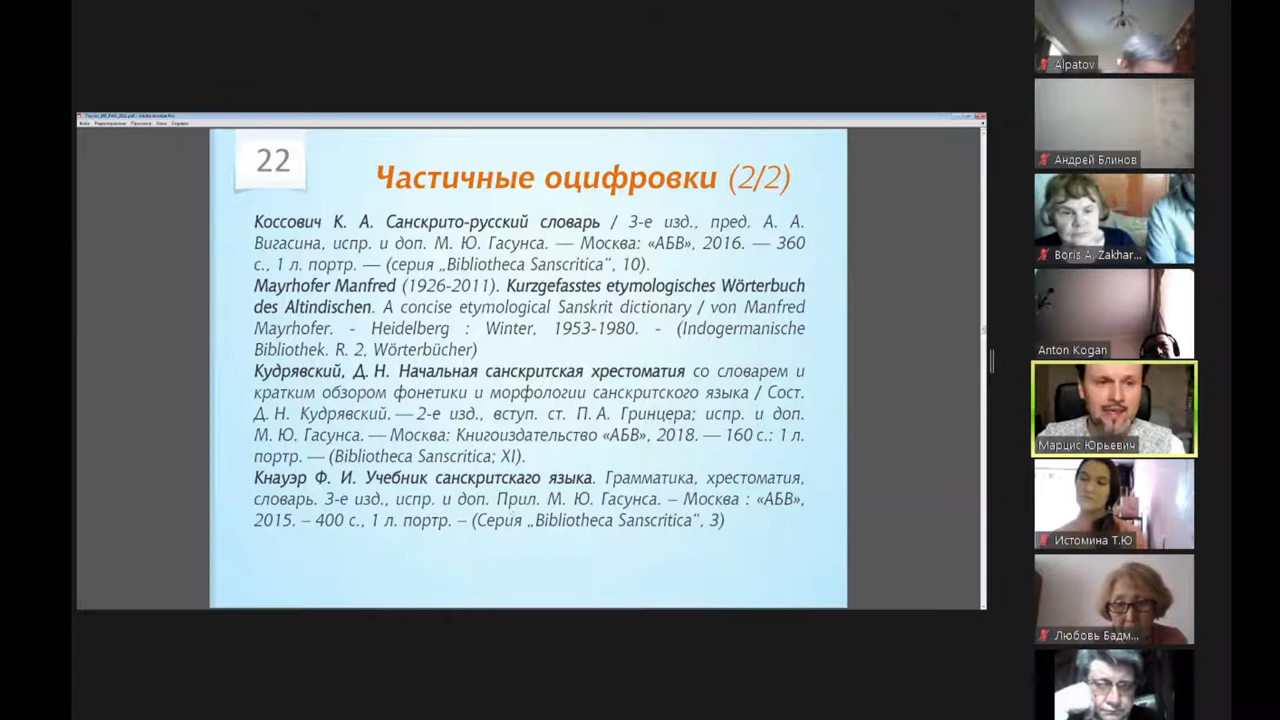 22
Частичные оцифровки (2/2)
Коссович К. А. Санскрито-русский словарь / 3-е изд., пред. А. А.
Вигасина, испр. и доп. М. Ю. Гасунса. — Москва: «АБВ», 2016. — 360
с., 1 л. портр. — (серия „Bibliotheca Sanscritica“, 10).
Mayrhofer Manfred (1926-2011). Kurzgefasstes etymologisches Wörterbuch
des Altindischen. A concise etymological Sanskrit dictionary / von Manfred
Mayrhofer. - Heidelberg : Winter, 1953-1980. - (Indogermanische
Bibliothek. R. 2, Wörterbücher)
Кудрявский, Д. Н. Начальная санскритская хрестоматия со словарем и
кратким обзором фонетики и морфологии санскритского языка / Сост.
Д. Н. Кудрявский. — 2-е изд., вступ. ст. П. А. Гринцера; испр. и доп.
М. Ю. Гасунса. — Москва: Книгоиздательство «АБВ», 2018. — 160 с.: 1 л.
портр. — (Bibliotheca Sanscritica; XI).
Кнауэр Ф. И. Учебник санскритскаго языка. Грамматика, хрестоматия,
словарь. 3-е изд., испр. и доп. Прил. М. Ю. Гасунса. – Москва : «АБВ»,
2015. – 400 с., 1 л. портр. – (Серия „Bibliotheca Sanscritica“, 3)
Alpatov
Андрей Блинов
Boris A. Zakhar...
Anton Kogan
Марцис Юрьевич
Истомина Т.Ю
Любовь Бадм...